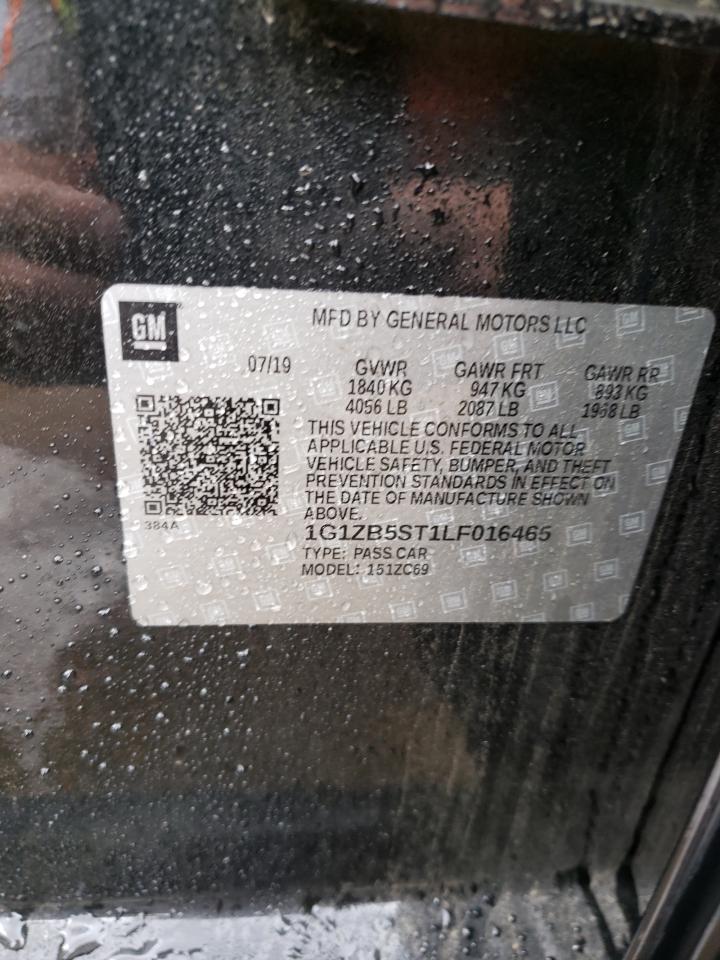 GM
MFD BY GENERAL MOTORS LLC
07/19 GVWR GAWR FRT GAWR RR
1840 KG 947 KG 893 KG
4056 LB 2087 LB 1968 LB
THIS VEHICLE CONFORMS TO ALL
APPLICABLE U.S. FEDERAL MOTOR
VEHICLE SAFETY, BUMPER, AND THEFT
PREVENTION STANDARDS IN EFFECT ON
THE DATE OF MANUFACTURE SHOWN
ABOVE.
384A
1G1ZB5ST1LF016465
TYPE: PASS CAR
MODEL: 151ZC69